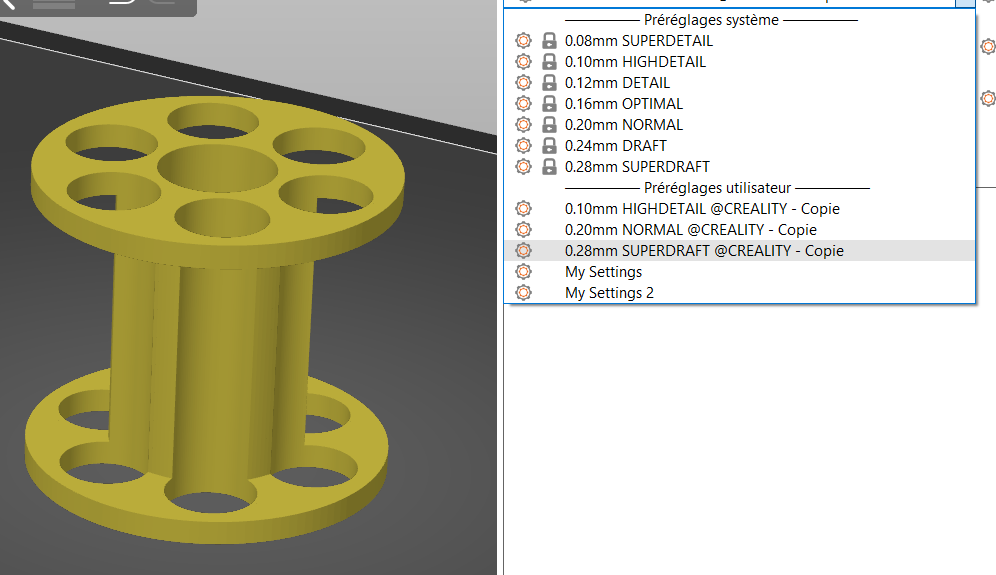 Préréglages système
0.08mm SUPERDETAIL
0.10mm HIGHDETAIL
0.12mm DETAIL
0.16mm OPTIMAL
0.20mm NORMAL
0.24mm DRAFT
0.28mm SUPERDRAFT
Préréglages utilisateur
0.10mm HIGHDETAIL @CREALITY - Copie
0.20mm NORMAL @CREALITY - Copie
0.28mm SUPERDRAFT @CREALITY - Copie
My Settings
My Settings 2